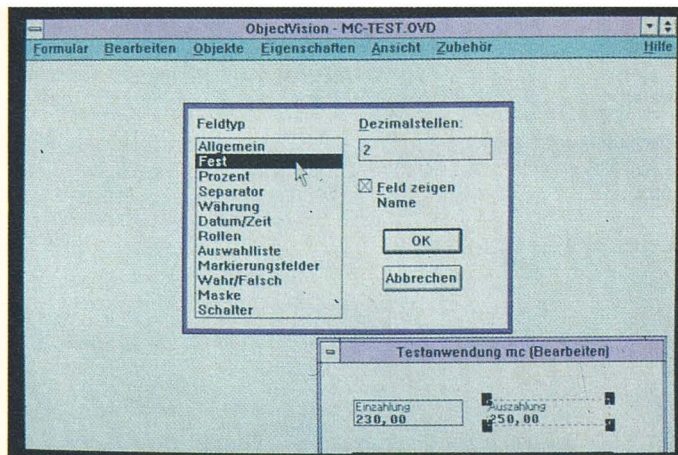 ObjectVision - MC-TEST.OVD
Formular Bearbeiten Objekte Eigenschaften Ansicht Zubehör Hilfe
Feldtyp
Allgemein
Fest
Prozent
Separator
Währung
Datum/Zeit
Rollen
Auswahlliste
Markierungsfelder
Wahr/Falsch
Maske
Schalter
Dezimalstellen:
2
Feld zeigen
Name
OK
Abbrechen
Testanwendung mc (Bearbeiten)
Einzahlung
230,00
Auszahlung
250,00